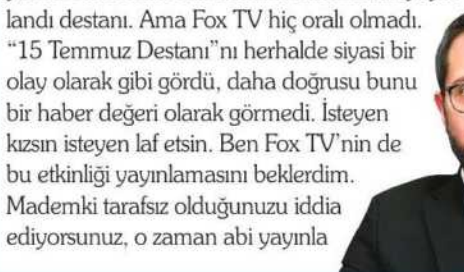 landı destanı. Ama Fox TV hiç oralı olmadı.
“15 Temmuz Destanı”nı herhalde siyasi bir
olay olarak gibi gördü, daha doğrusu bunu
bir haber değeri olarak görmedi. İsteyen
kızsın isteyen laf etsin. Ben Fox TV’nin de
bu etkinliği yayınlamasını beklerdim.
Mademki tarafsız olduğunuzu iddia
ediyorsunuz, o zaman abi yayınla